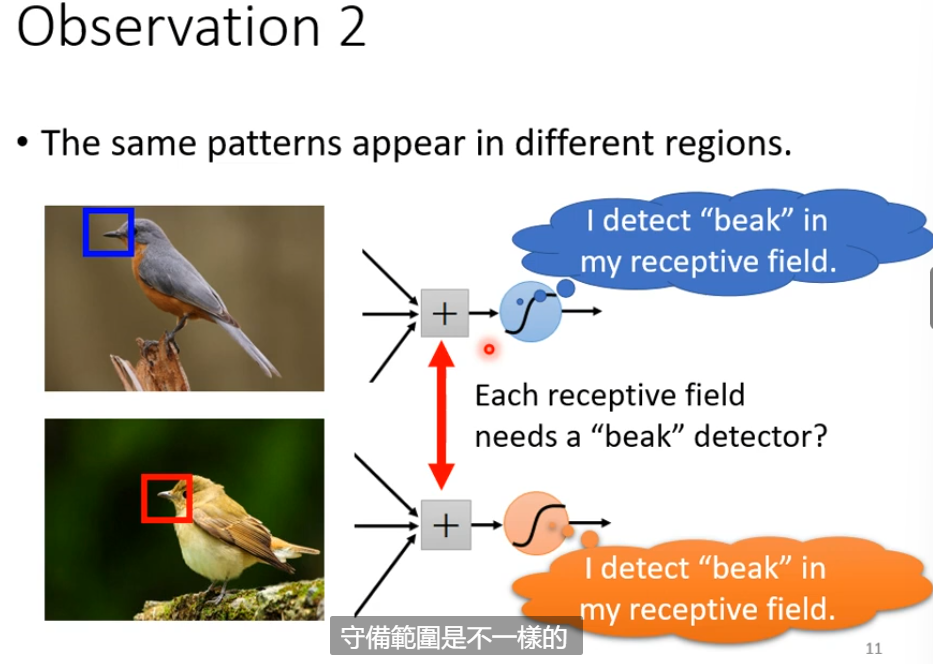 Observation 2
• The same patterns appear in different regions.
I detect “beak” in
my receptive field.
+
Each receptive field
needs a “beak” detector?
+
I detect “beak” in
my receptive field.
守備範圍是不一樣的
11